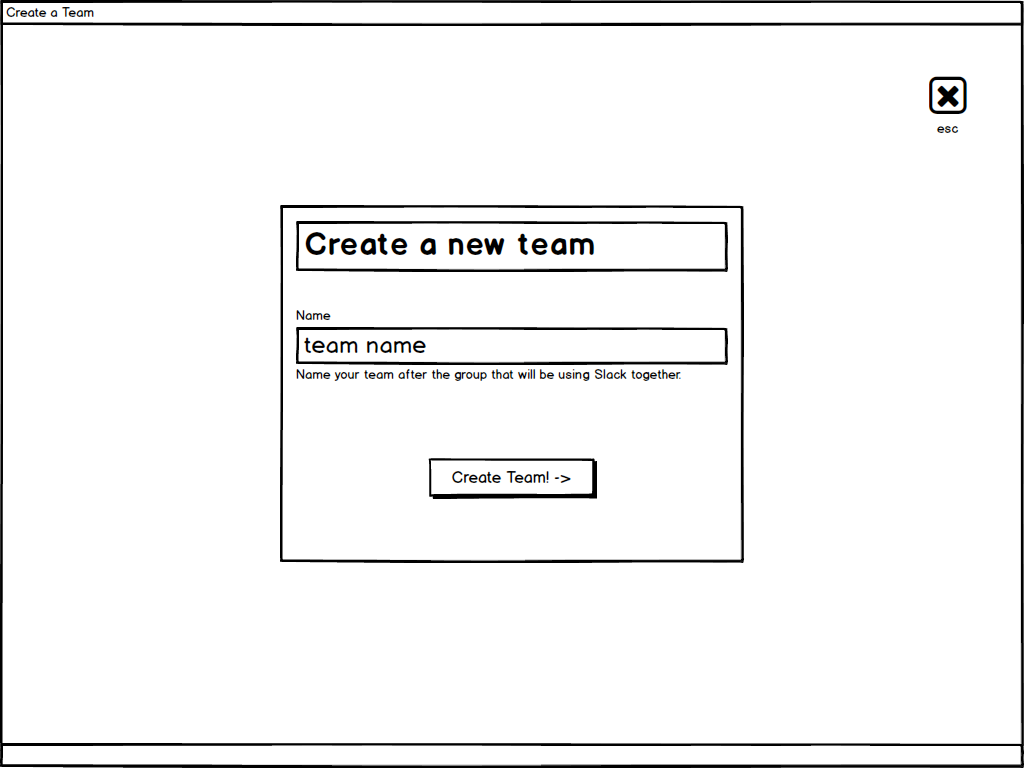 Create a Team
esc
Create a new team
Name
team name
Name your team after the group that will be using Slack together.
Create Team! ->